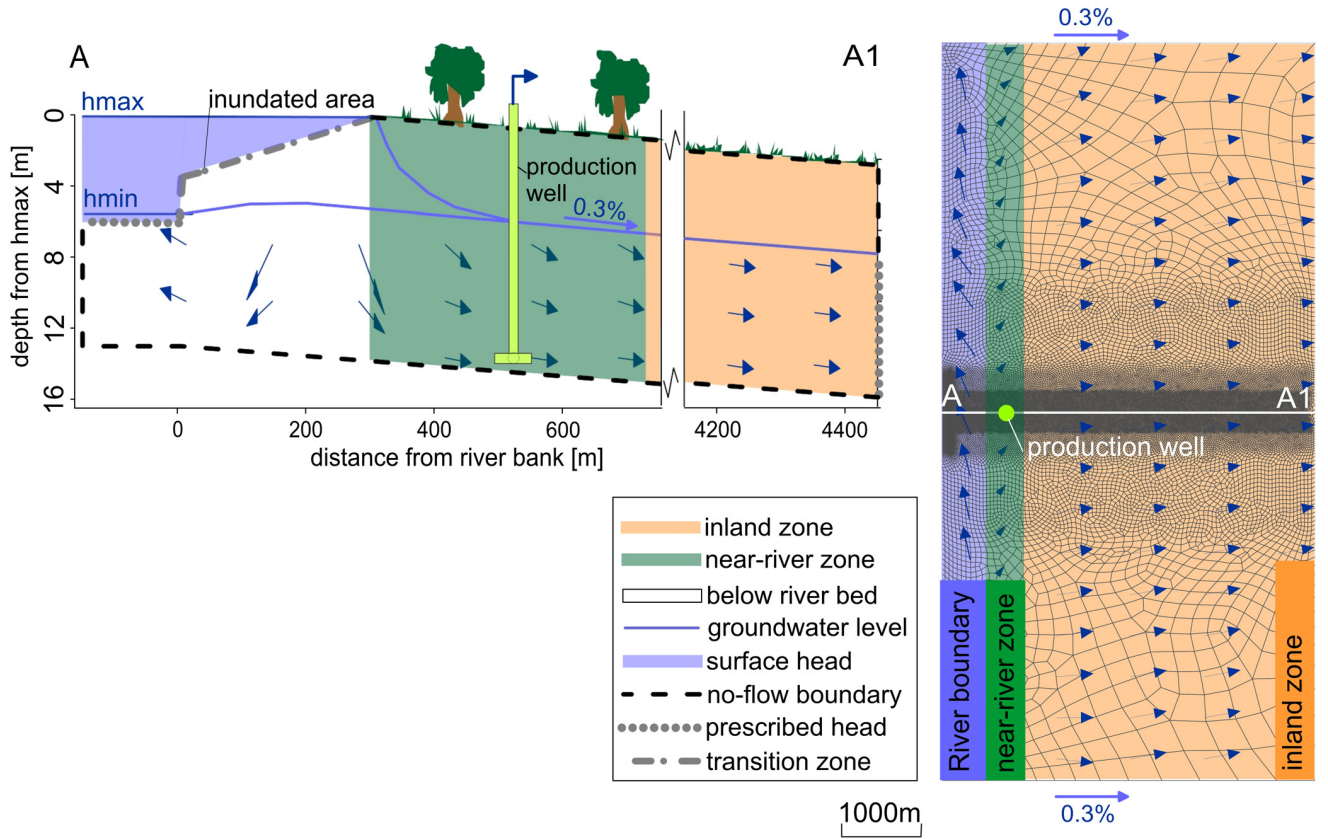 A
A1
hmax
inundated area
hmin
production
well
0.3%
0
4
8
12
16
depth from hmax [m]
0
200
400
600
4200
4400
distance from river bank [m]
inland zone
near-river zone
below river bed
groundwater level
surface head
no-flow boundary
prescribed head
transition zone
1000m
0.3%
A
A1
production well
River boundary
near-river zone
inland zone
0.3%